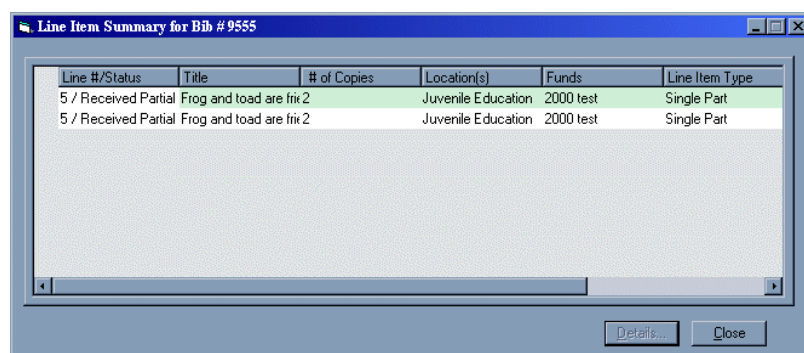 Line Item Summary for Bib # 9555
Line #/Status Title # of Copies Location(s) Funds Line Item Type
5 / Received Partial Frog and toad are frie 2 Juvenile Education 2000 test Single Part
5 / Received Partial Frog and toad are frie 2 Juvenile Education 2000 test Single Part
Details... Close